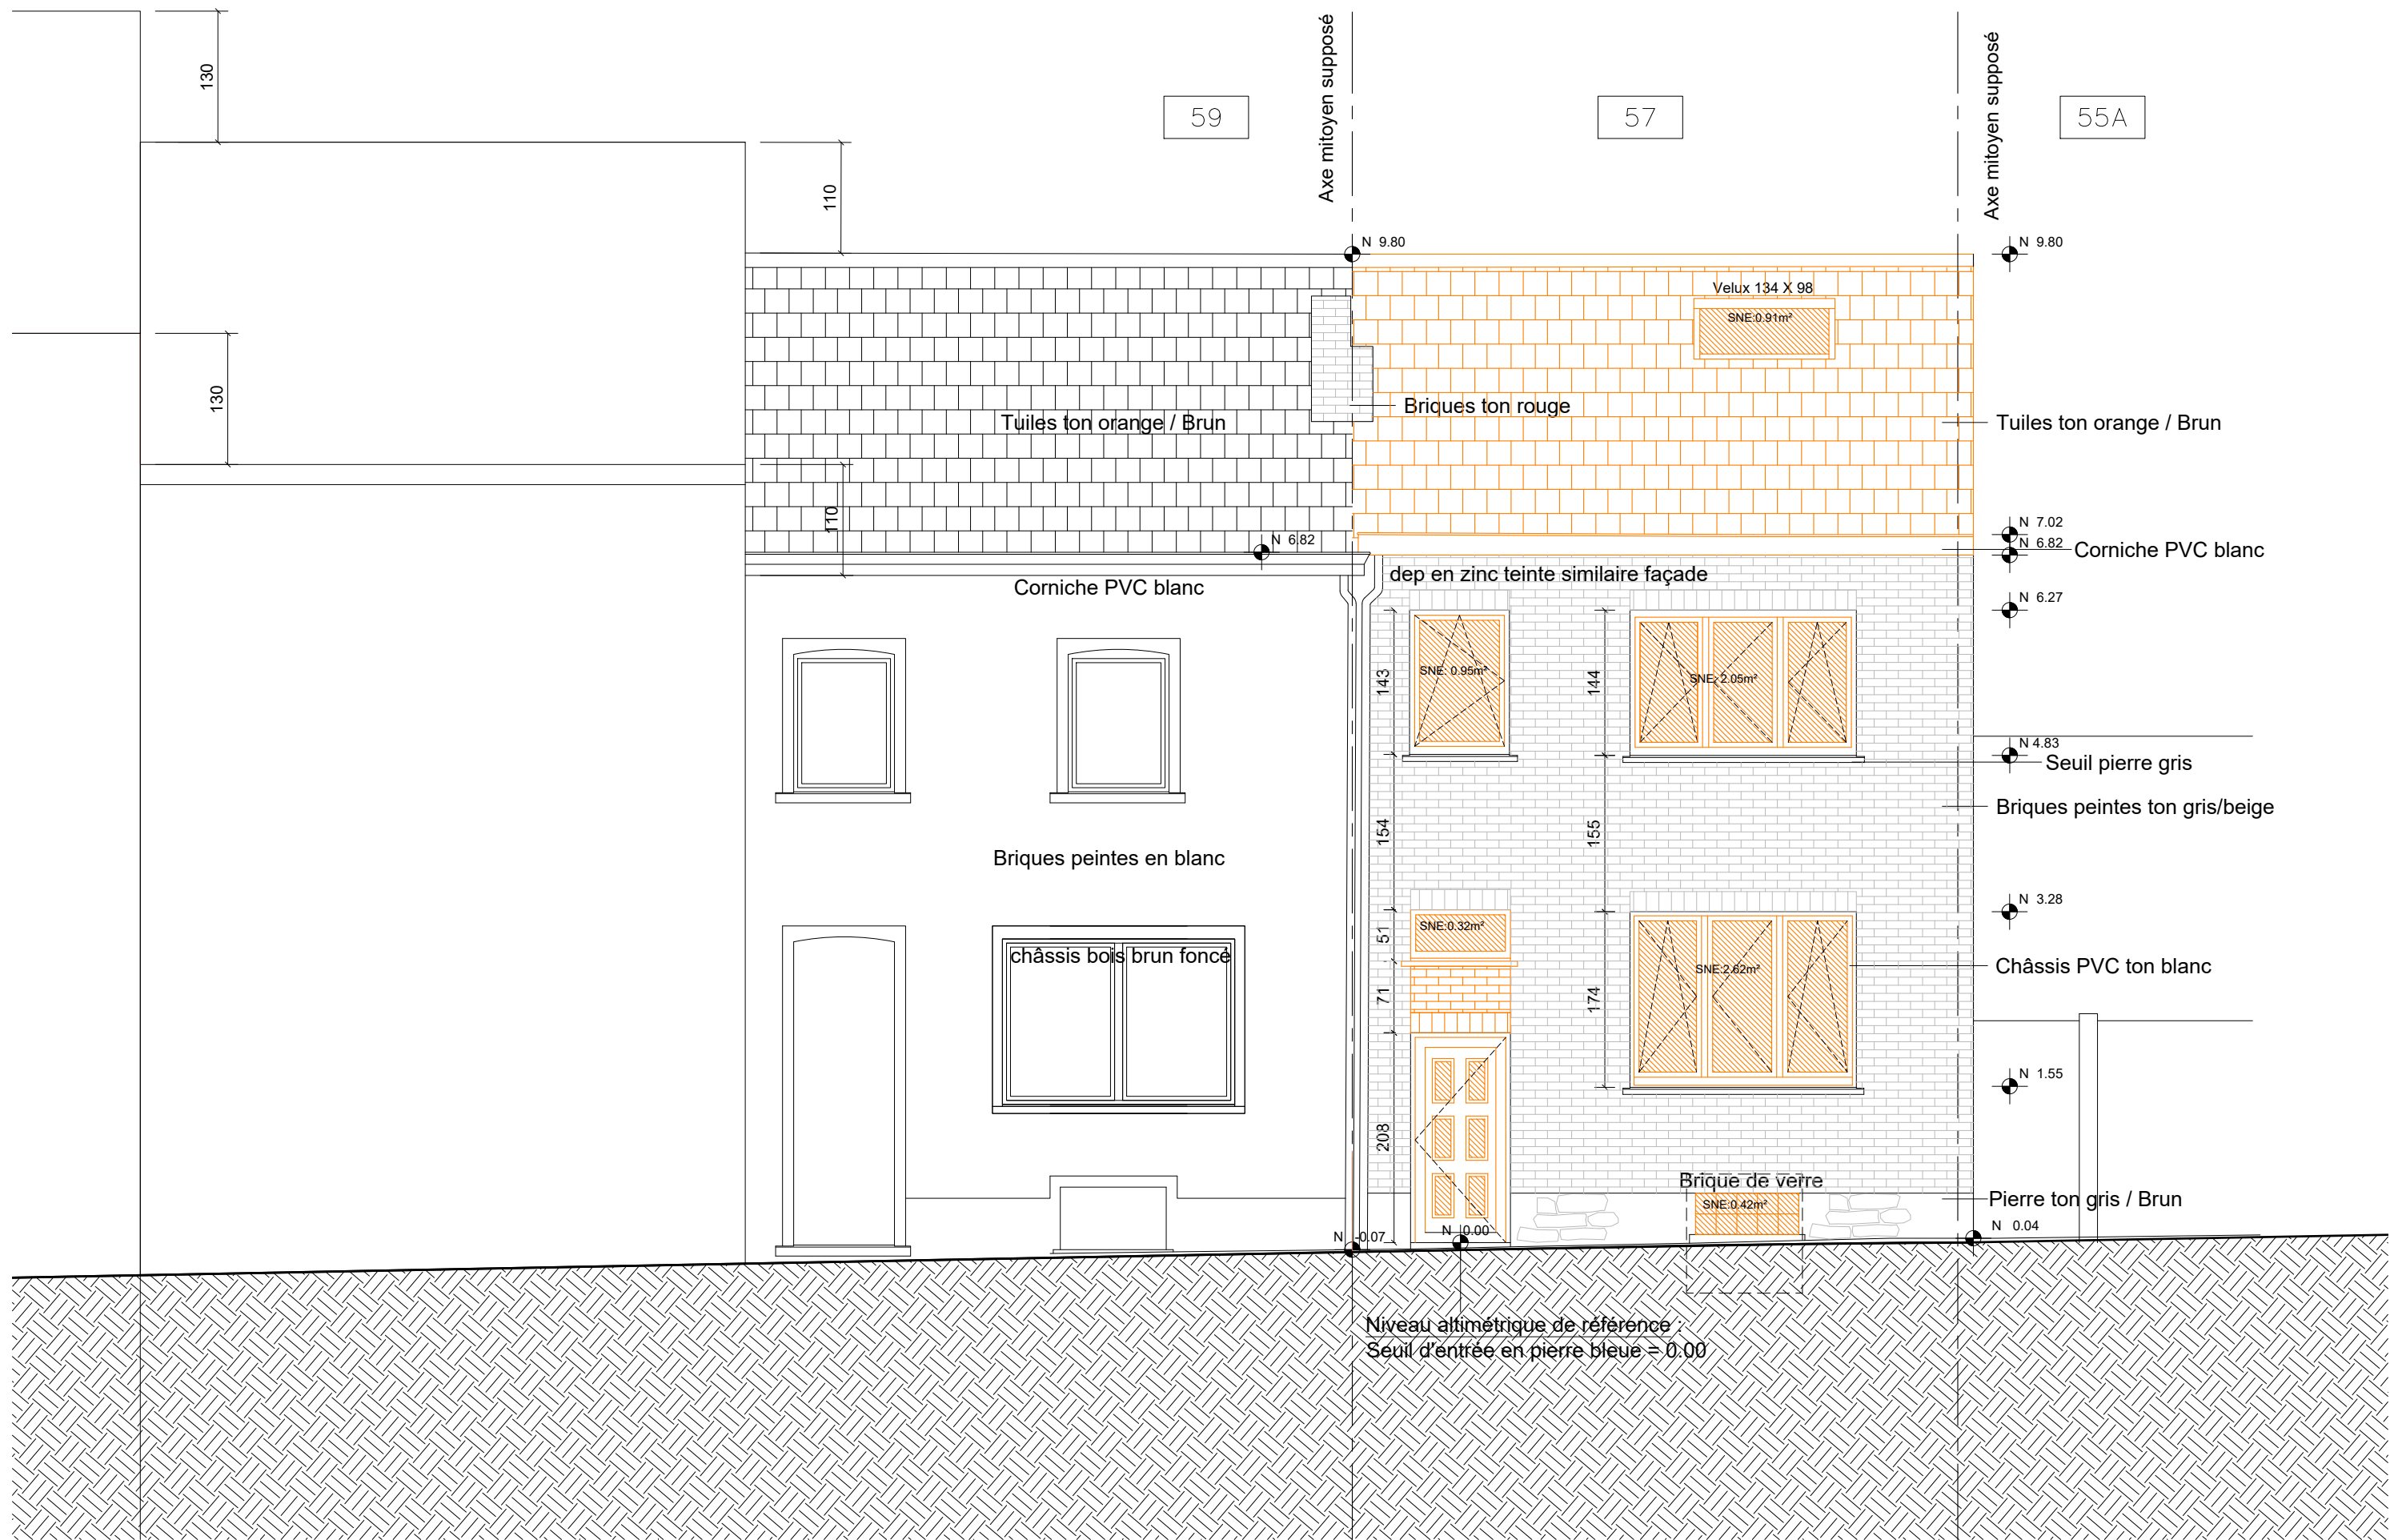 130
Axe mitoyen supposé
Axe mitoyen supposé
59
57
55A
110
N 9.80
N 9.80
Velux 134 X 98
SNE:0.91m²
130
Briques ton rouge
Tuiles ton orange / Brun
Tuiles ton orange / Brun
110
N 7.02
N 6.82
N 6.82
Corniche PVC blanc
dep en zinc teinte similaire façade
Corniche PVC blanc
N 6.27
143
SNE: 0.95m²
144
SNE: 2.05m²
N 4.83
Seuil pierre gris
Briques peintes ton gris/beige
154
155
Briques peintes en blanc
N 3.28
SNE:0.32m²
51
châssis bois brun foncé
SNE:2.62m²
Châssis PVC ton blanc
71
174
N 1.55
208
Brique de verre
SNE:0.42m²
Pierre ton gris / Brun
N 0.04
N -0.07
N 0.00
Niveau altimétrique de référence :
Seuil d'entrée en pierre bleue = 0.00